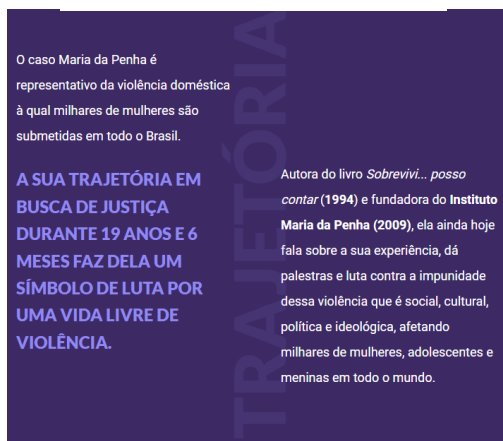 O caso Maria da Penha é
representativo da violência doméstica
à qual milhares de mulheres são
submetidas em todo o Brasil.
A SUA TRAJETÓRIA EM
BUSCA DE JUSTIÇA
DURANTE 19 ANOS E 6
MESES FAZ DELA UM
SÍMBOLO DE LUTA POR
UMA VIDA LIVRE DE
VIOLÊNCIA.
TRAJETÓRIA
Autora do livro Sobrevivi... posso
contar (1994) e fundadora do Instituto
Maria da Penha (2009), ela ainda hoje
fala sobre a sua experiência, dá
palestras e luta contra a impunidade
dessa violência que é social, cultural,
política e ideológica, afetando
milhares de mulheres, adolescentes e
meninas em todo o mundo.